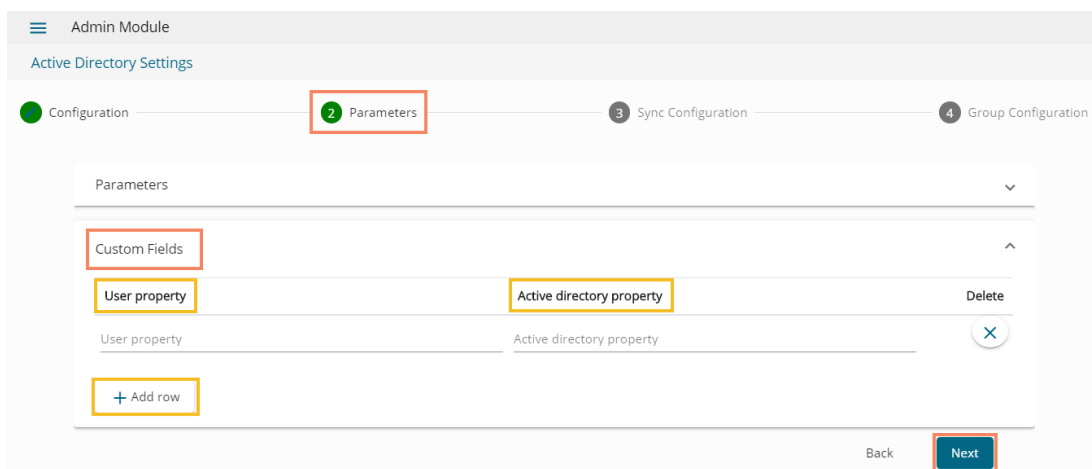 Admin Module
Active Directory Settings
Configuration 2 Parameters 3 Sync Configuration 4 Group Configuration
Parameters
Custom Fields
User property Active directory property Delete
User property Active directory property
+ Add row
Back Next